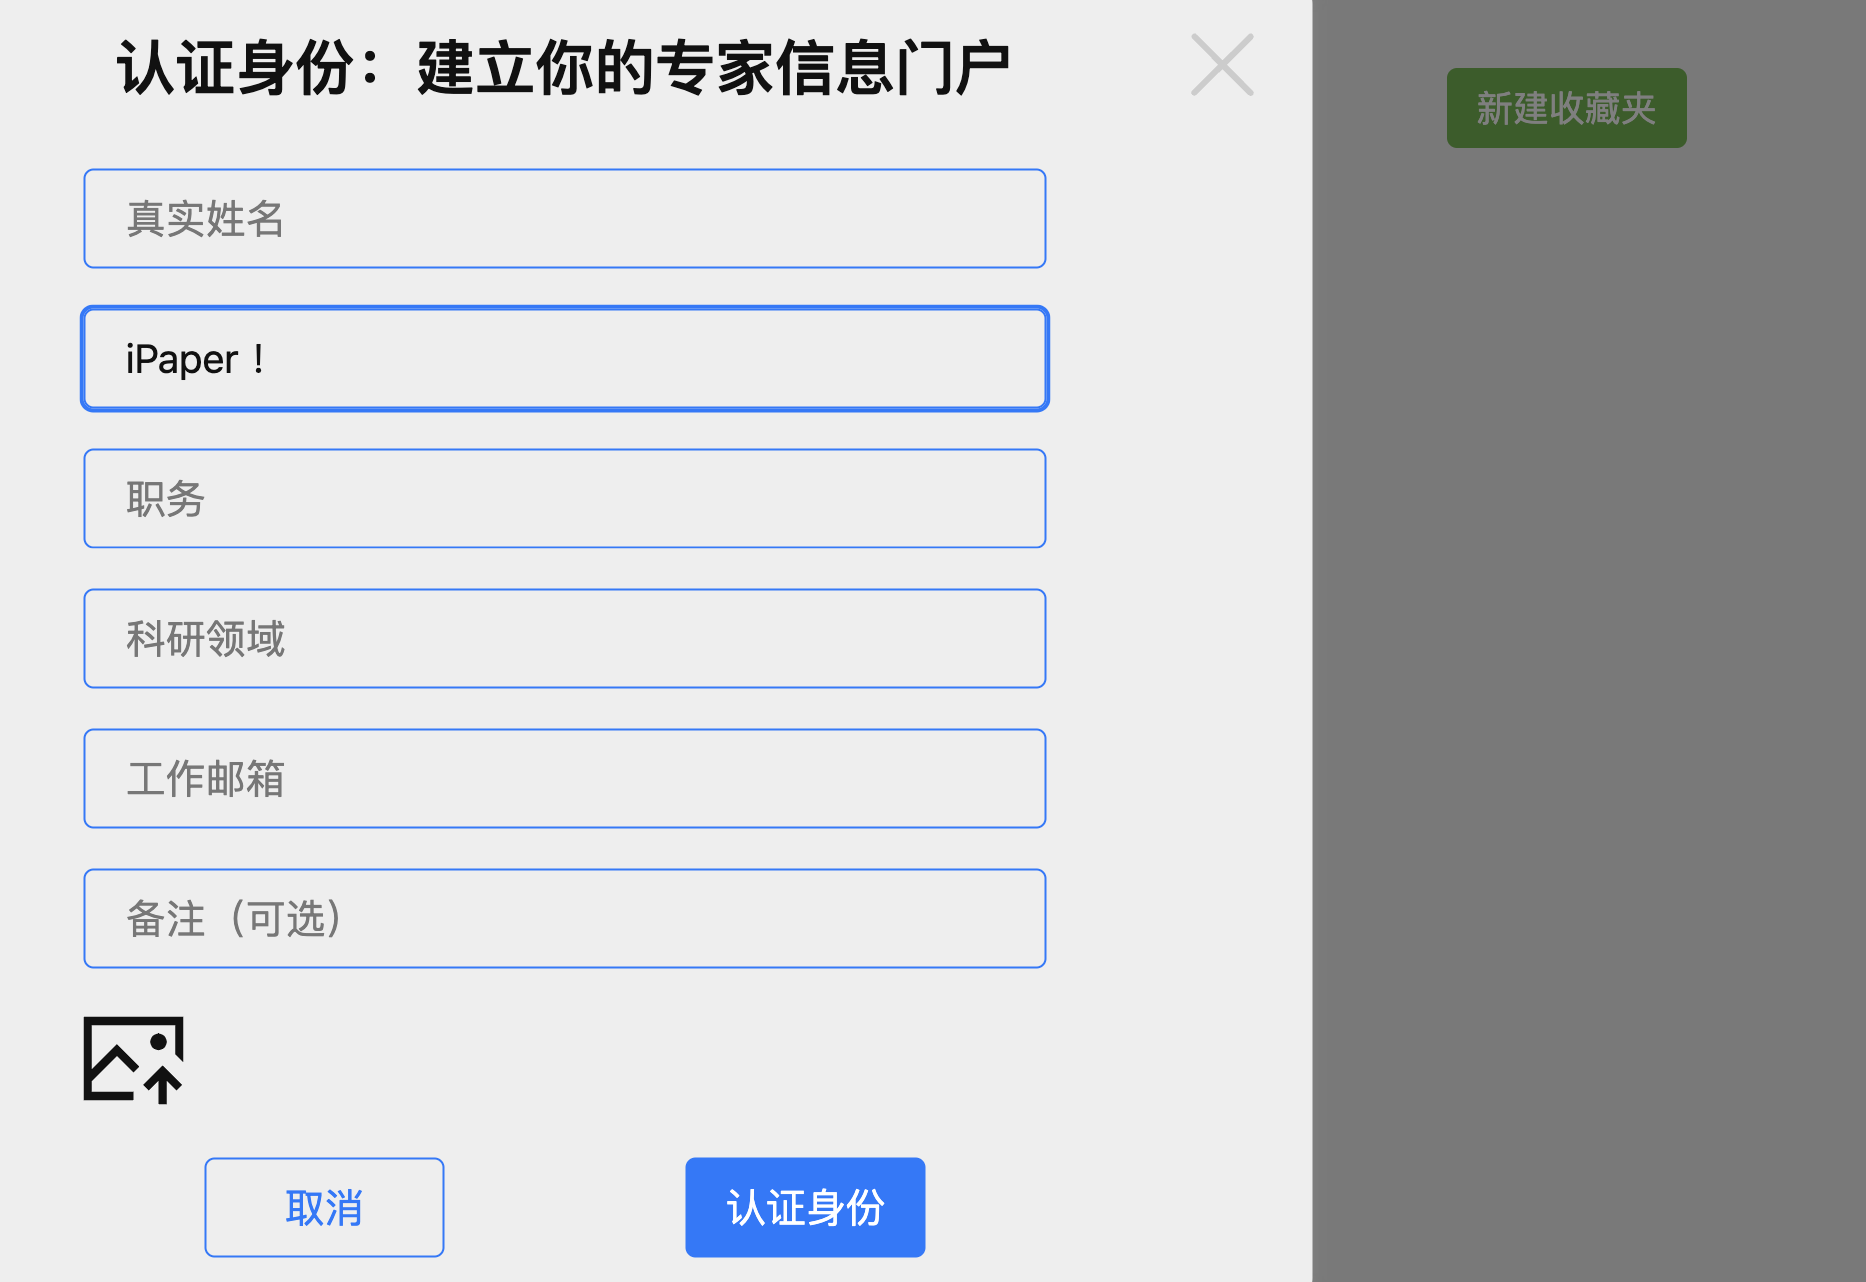 认证身份：建立你的专家信息门户
新建收藏夹
真实姓名
iPaper！
职务
科研领域
工作邮箱
备注（可选）
取消
认证身份